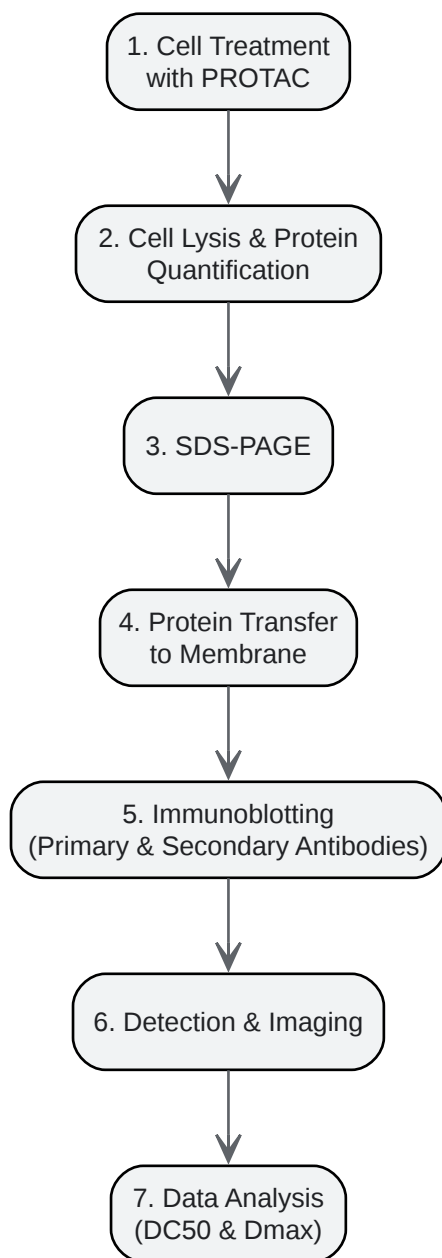 1. Cell Treatment
with PROTAC
2. Cell Lysis & Protein
Quantification
3. SDS-PAGE
4. Protein Transfer
to Membrane
5. Immunoblotting
(Primary & Secondary Antibodies)
6. Detection & Imaging
7. Data Analysis
(DC50 & Dmax)